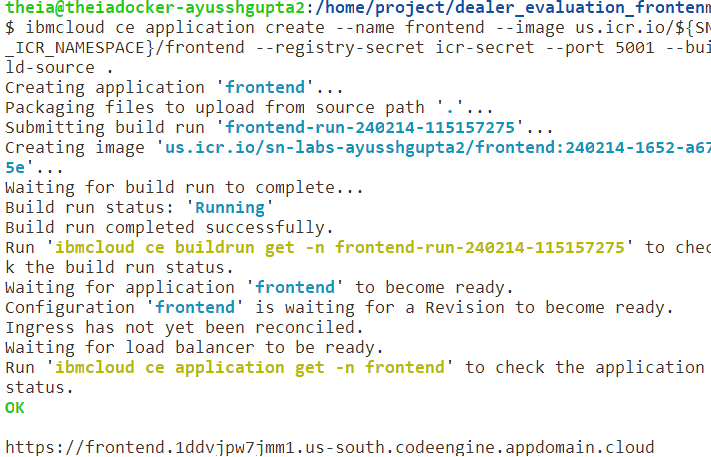 theia@theiadocker-ayusshgupta2:/home/project/dealer_evaluation_frontenm
$ ibmcloud ce application create --name frontend --image us.icr.io/${SN
_ICR_NAMESPACE}/frontend --registry-secret icr-secret --port 5001 --bui
ld-source .
Creating application 'frontend'...
Packaging files to upload from source path '.'...
Submitting build run 'frontend-run-240214-115157275'...
Creating image 'us.icr.io/sn-labs-ayusshgupta2/frontend:240214-1652-a67
5e'...
Waiting for build run to complete...
Build run status: 'Running'
Build run completed successfully.
Run 'ibmcloud ce buildrun get -n frontend-run-240214-115157275' to chec
k the build run status.
Waiting for application 'frontend' to become ready.
Configuration 'frontend' is waiting for a Revision to become ready.
Ingress has not yet been reconciled.
Waiting for load balancer to be ready.
Run 'ibmcloud ce application get -n frontend' to check the application
status.
OK
https://frontend.1ddvjpw7jmm1.us-south.codeengine.appdomain.cloud